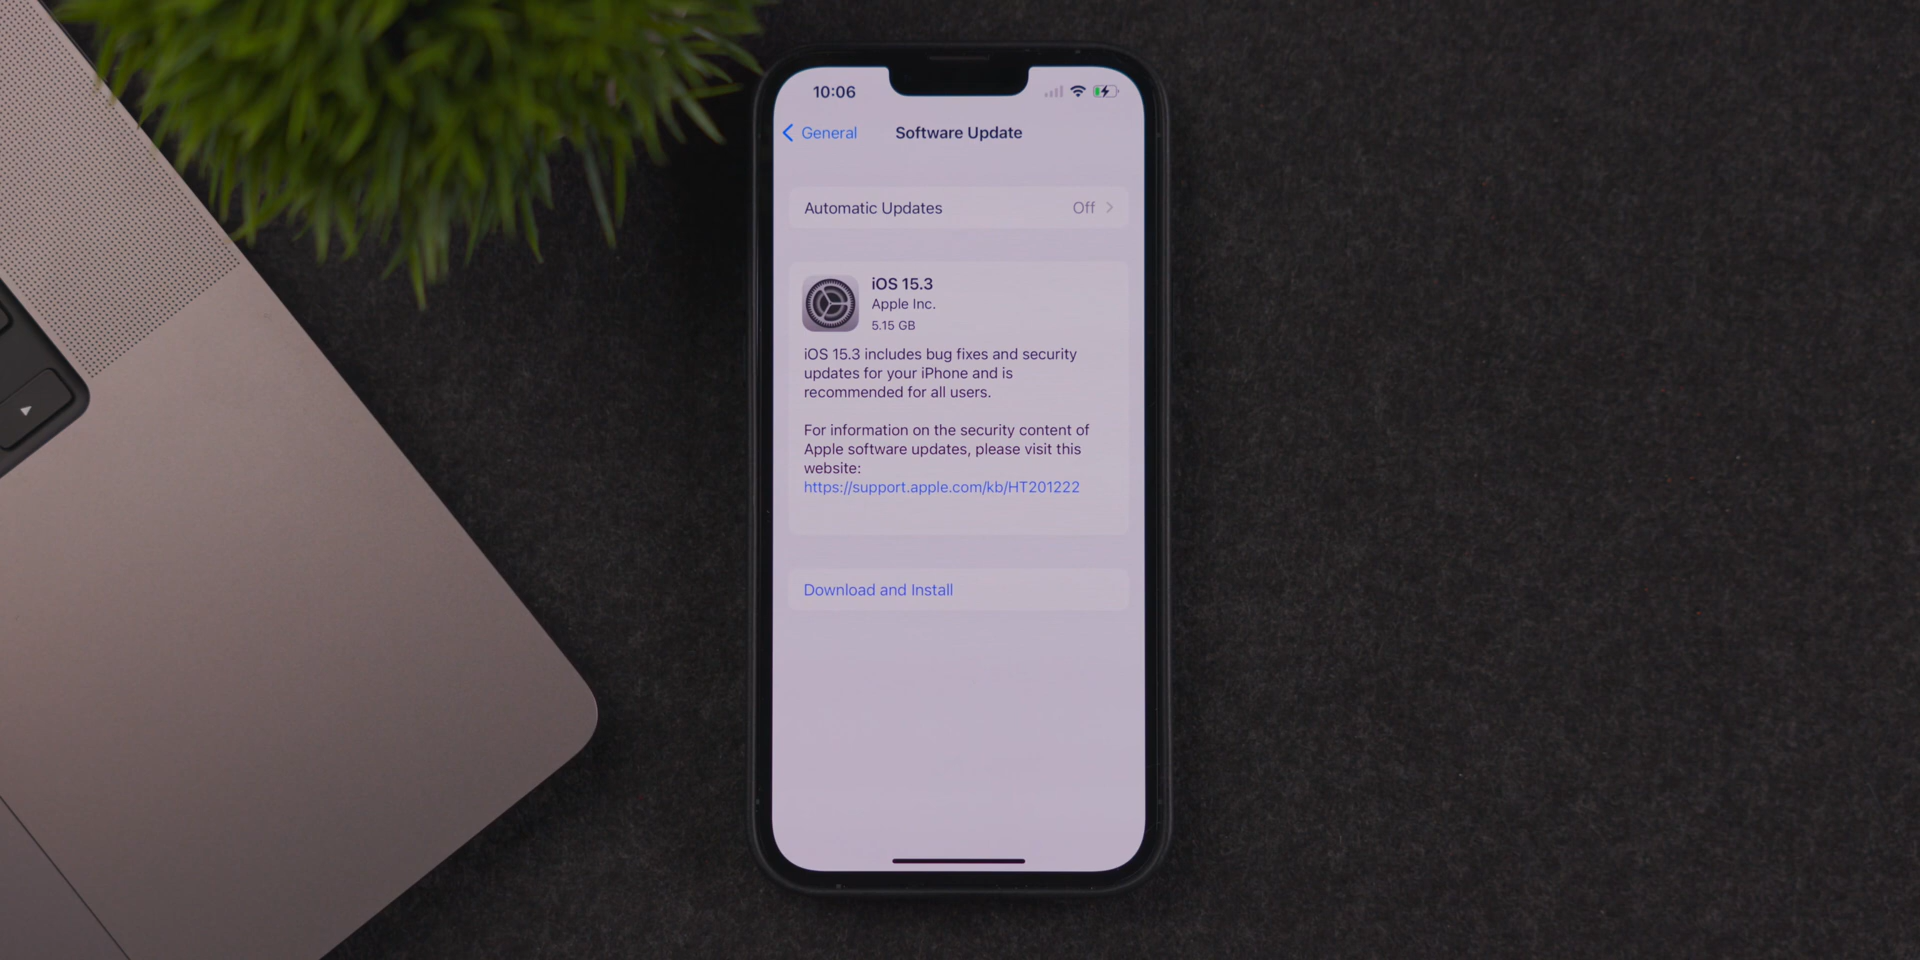 10:06
General
Software Update
Automatic Updates
Off
iOS 15.3
Apple Inc.
5.15 GB
iOS 15.3 includes bug fixes and security
updates for your iPhone and is
recommended for all users.
For information on the security content of
Apple software updates, please visit this
website:
https://support.apple.com/kb/HT201222
Download and Install